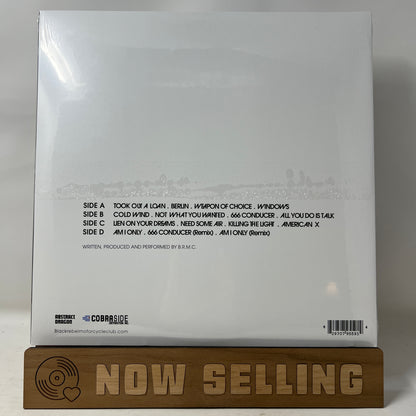 SIDE A TOOK OUT A LOAN . BERLIN . WEAPON OF CHOICE . WINDOWS
SIDE B COLD WIND . NOT WHAT YOU WANTED . 666 CONDUCER . ALL YOU DO IS TALK
SIDE C LIEN ON YOUR DREAMS . NEED SOME AIR . KILLING THE LIGHT . AMERICAN X
SIDE D AM I ONLY . 666 CONDUCER (Remix) . AM I ONLY (Remix)
WRITTEN, PRODUCED AND PERFORMED BY B.R.M.C.
ABSTRACT DRAGON COBRASIDE
Blackrebelmotorcycleclub.com
NOW SELLING